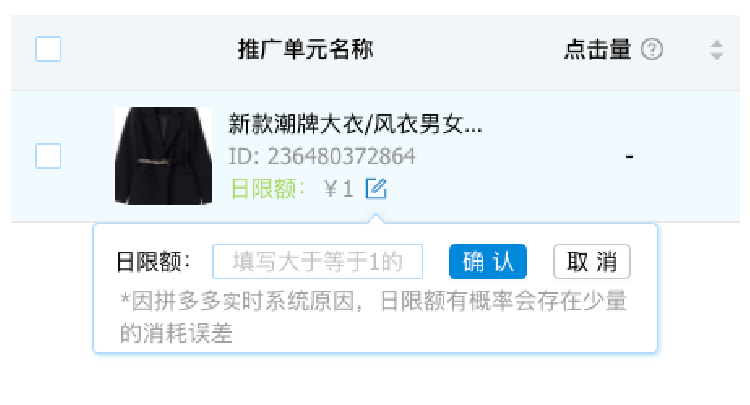 推广单元名称 点击量 ?
新款潮牌大衣/风衣男女...
ID: 236480372864
-
日限额: ¥1
日限额: 填写大于等于1的 确认 取消
*因拼多多实时系统原因，日限额有概率会存在少量
的消耗误差